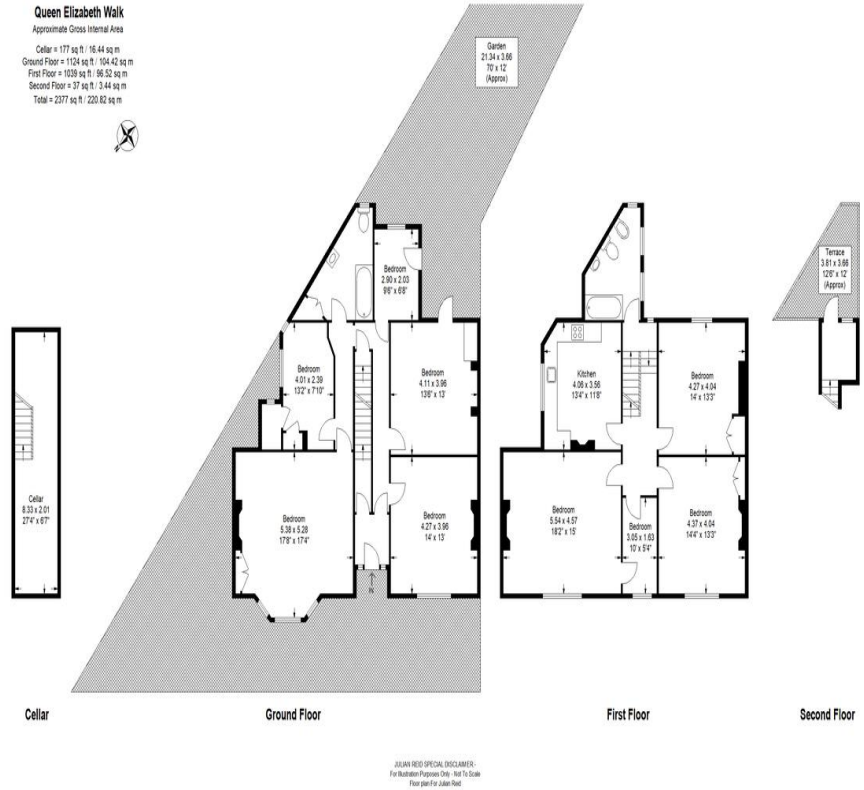 Queen Elizabeth Walk
Approximate Gross Internal Area
Cellar = 177 sq ft / 16.44 sq m
Ground Floor = 1124 sq ft / 104.42 sq m
First Floor = 1039 sq ft / 96.52 sq m
Second Floor = 37 sq ft / 3.44 sq m
Total = 2377 sq ft / 220.82 sq m
N
Garden
21.34 x 3.66
70' x 12'
(Approx)
Bedroom
2.90 x 2.03
9'6" x 6'8"
Bedroom
4.01 x 2.39
13'2" x 7'10"
Bedroom
4.11 x 3.96
13'6" x 13'
Bedroom
5.38 x 5.28
17'8" x 17'4"
Bedroom
4.27 x 3.96
14' x 13'
N
Cellar
8.33 x 2.01
27'4" x 6'7"
Kitchen
4.06 x 3.56
13'4" x 11'8"
Bedroom
4.27 x 4.04
14' x 13'3"
Bedroom
5.54 x 4.57
18'2" x 15'
Bedroom
3.05 x 1.63
10' x 5'4"
Bedroom
4.37 x 4.04
14'4" x 13'3"
Terrace
3.81 x 3.66
12'6" x 12'
(Approx)
Cellar
Ground Floor
First Floor
Second Floor
JULIAN REID SPECIAL DISCLAIMER:-
For Illustration Purposes Only - Not To Scale
Floor plan For Julian Reid